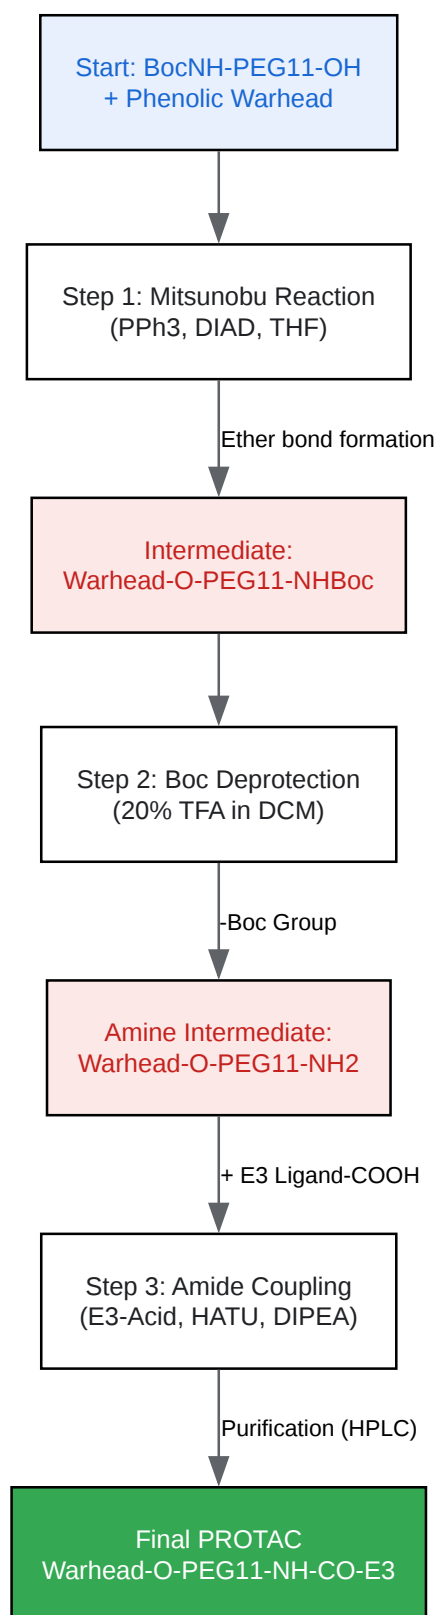 Start: BocNH-PEG11-OH
+ Phenolic Warhead
Step 1: Mitsunobu Reaction
(PPh3, DIAD, THF)
Ether bond formation
Intermediate:
Warhead-O-PEG11-NHBoc
Step 2: Boc Deprotection
(20% TFA in DCM)
-Boc Group
Amine Intermediate:
Warhead-O-PEG11-NH2
+ E3 Ligand-COOH
Step 3: Amide Coupling
(E3-Acid, HATU, DIPEA)
Purification (HPLC)
Final PROTAC
Warhead-O-PEG11-NH-CO-E3